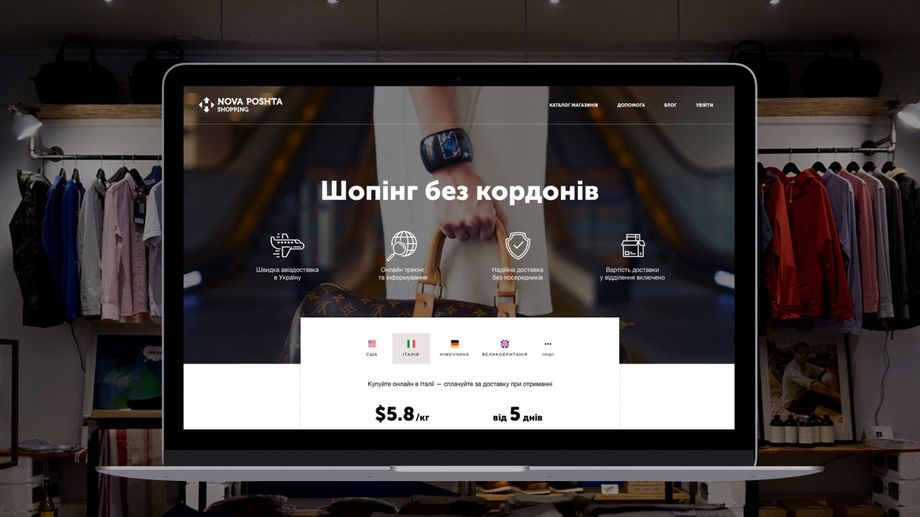 NOVA POSHTA
SHOPPING
КАТАЛОГ МАГАЗИНІВ
ДОПОМОГА
БЛОГ
УВІЙТИ
Шопінг без кордонів
Швидка авіадоставка
в Україну
Онлайн трекінг
та інформування
Надійна доставка
без посередників
Вартість доставки
у відділення включено
США
ІТАЛІЯ
НІМЕЧЧИНА
ВЕЛИКОБРИТАНІЯ
ІНШІ
Купуйте онлайн в Італії — сплачуйте за доставку при отриманні
$5.8 /кг
від 5 днів